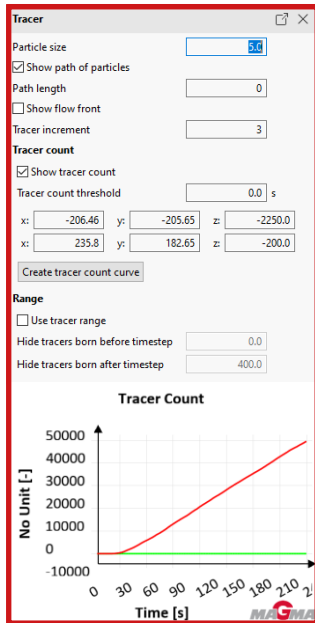 Tracer
Particle size 5.0
Show path of particles
Path length 0
Show flow front
Tracer increment 3
Tracer count
Show tracer count
Tracer count threshold 0.0 s
x: -206.46 y: -205.65 z: -2250.0
x: 235.8 y: 182.65 z: -200.0
Create tracer count curve
Range
Use tracer range
Hide tracers born before timestep 0.0
Hide tracers born after timestep 400.0
Tracer Count
No Unit [-]
50000
40000
30000
20000
10000
0
-10000
0 30 60 90 120 150 180 210
Time [s]
MAGMA